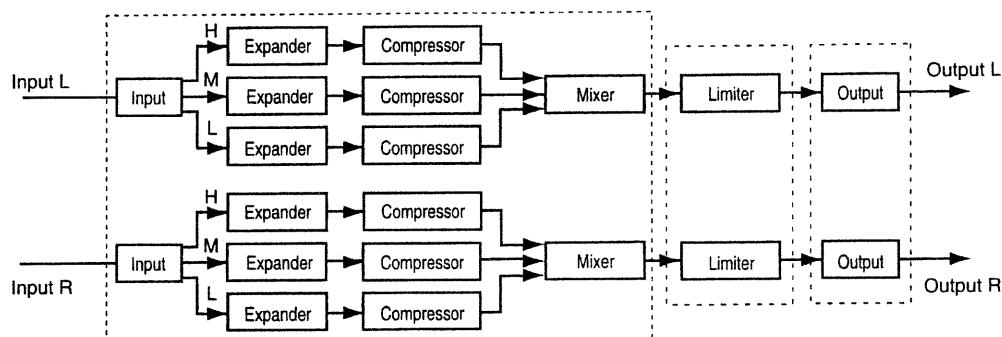 H
Expander
Compressor
Input L
Input
M
Expander
Compressor
Mixer
Limiter
Output
Output L
L
Expander
Compressor
H
Expander
Compressor
Input
M
Expander
Compressor
Mixer
Limiter
Output
Input R
Output R
L
Expander
Compressor